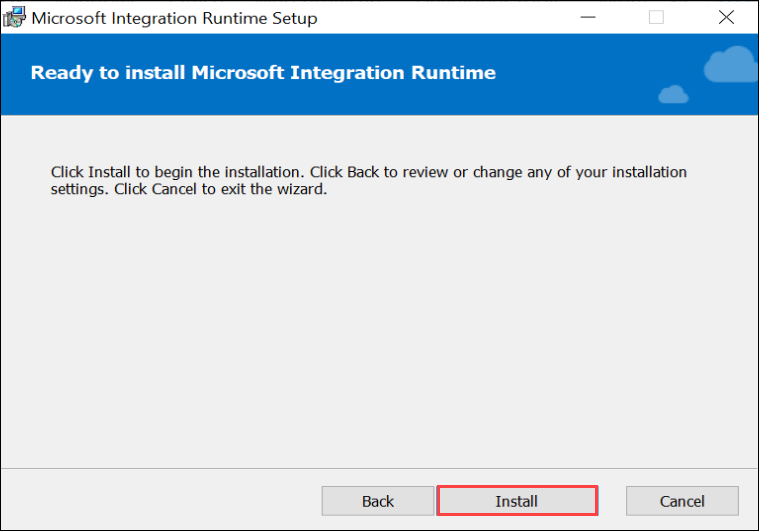 Microsoft Integration Runtime Setup
Ready to install Microsoft Integration Runtime
Click Install to begin the installation. Click Back to review or change any of your installation
settings. Click Cancel to exit the wizard.
Back Install Cancel